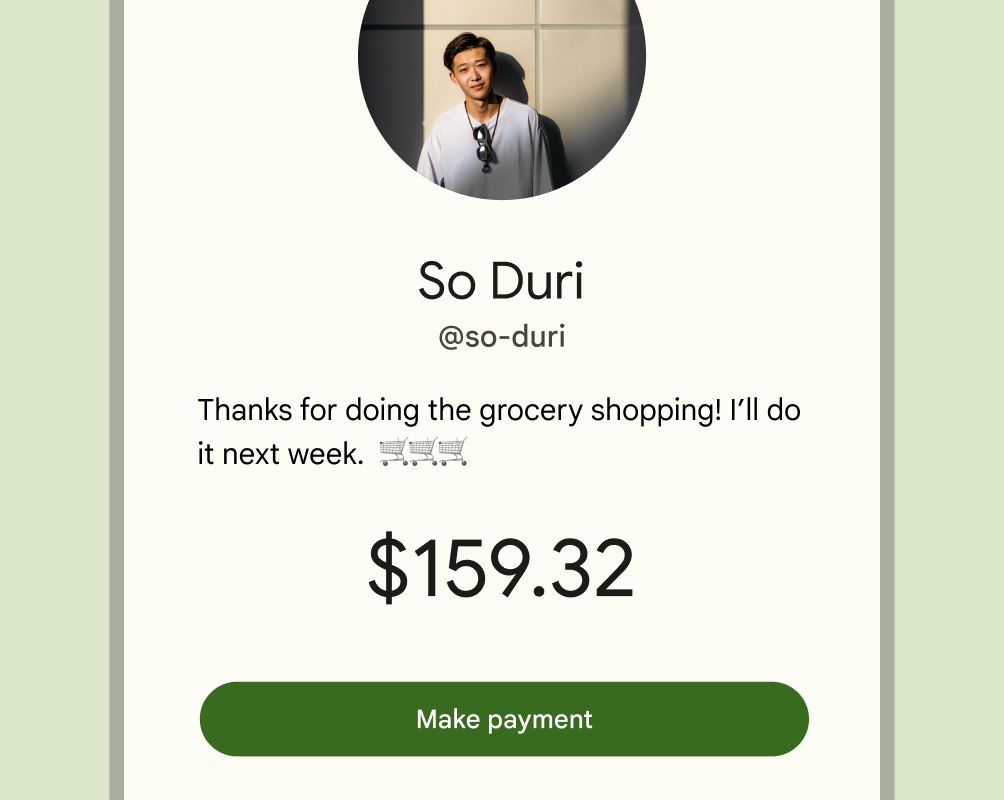 So Duri
@so-duri
Thanks for doing the grocery shopping! I’ll do
it next week. 🛒🛒🛒
$159.32
Make payment